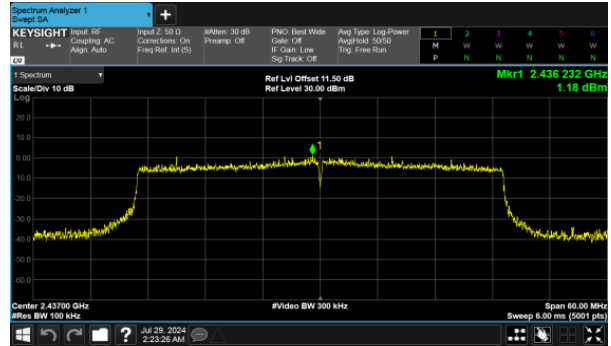 Spectrum Analyzer 1
Swept SA
+
KEYSIGHT Input: RF Input Z: 50 Ω #Atten: 30 dB PNO: Best Wide Avg Type: Log-Power 1 2 3 4 5 6
RL Coupling: AC Corrections: On Preamp: Off Gate: Off Avg|Hold: 50/50 M W W W W W
Align: Auto Freq Ref: Int (S) IF Gain: Low Trig: Free Run
Sig Track: Off P N N N N N
LXI
1 Spectrum Ref Lvl Offset 11.50 dB Mkr1 2.436 232 GHz
Scale/Div 10 dB Ref Level 30.00 dBm 1.18 dBm
Log
20.0
10.0
1
0.00
-10.0
-20.0
-30.0
-40.0
-50.0
-60.0
Center 2.43700 GHz #Video BW 300 kHz Span 60.00 MHz
#Res BW 100 kHz Sweep 6.00 ms (5001 pts)
? Jul 29, 2024
2:23:26 AM